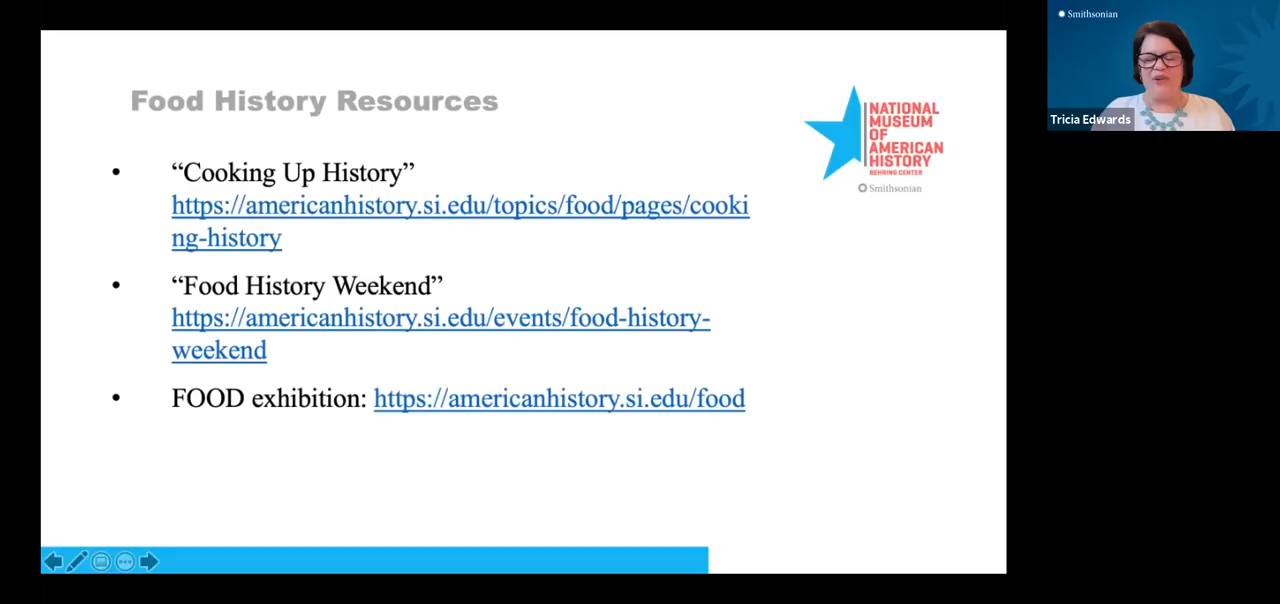 Food History Resources
• “Cooking Up History”
https://americanhistory.si.edu/topics/food/pages/cooki
ng-history
• “Food History Weekend”
https://americanhistory.si.edu/events/food-history-
weekend
• FOOD exhibition: https://americanhistory.si.edu/food
NATIONAL
MUSEUM
OF
AMERICAN
HISTORY
BEHRING CENTER
Smithsonian
Smithsonian
Tricia Edwards